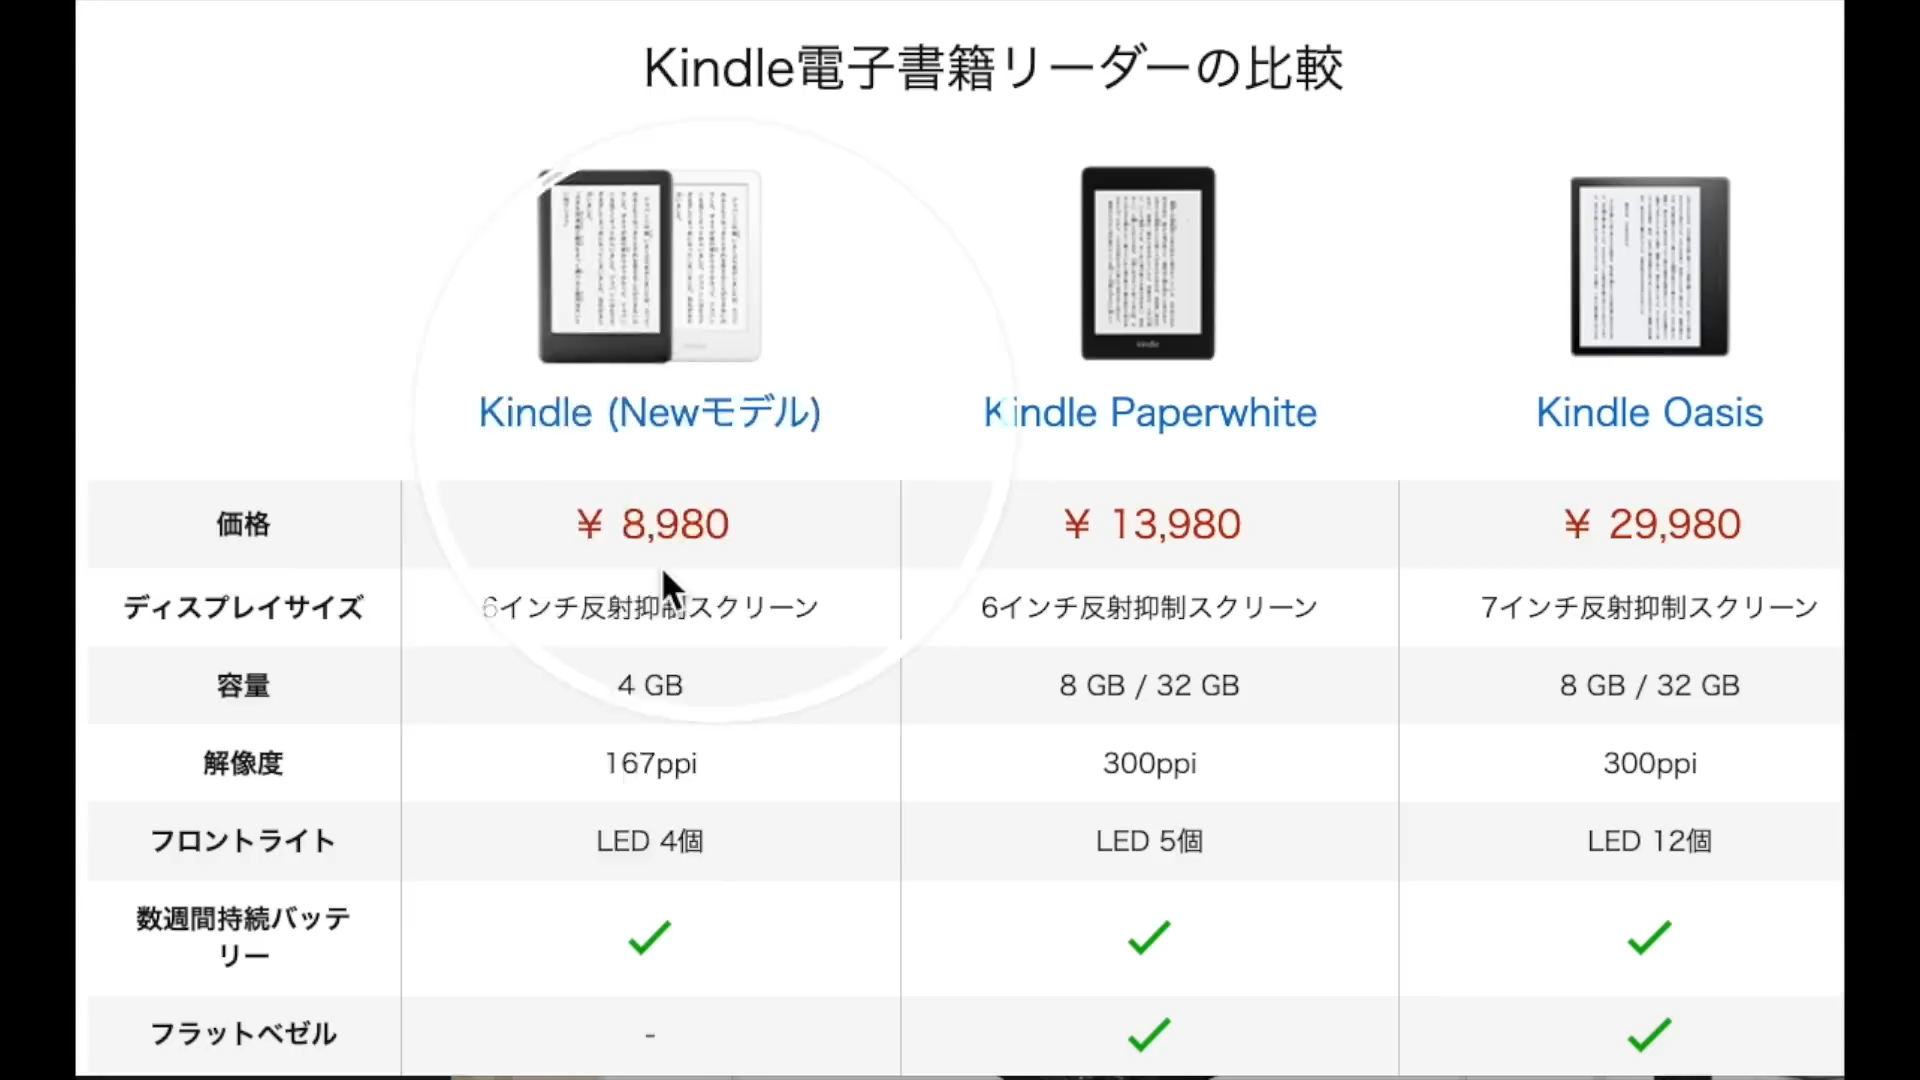 Kindle電子書籍リーダーの比較
kindle
Kindle (Newモデル)
Kindle Paperwhite
Kindle Oasis
価格
¥ 8,980
¥ 13,980
¥ 29,980
ディスプレイサイズ
6インチ反射抑制スクリーン
6インチ反射抑制スクリーン
7インチ反射抑制スクリーン
容量
4 GB
8 GB / 32 GB
8 GB / 32 GB
解像度
167ppi
300ppi
300ppi
フロントライト
LED 4個
LED 5個
LED 12個
数週間持続バッテ
リー
フラットベゼル
-